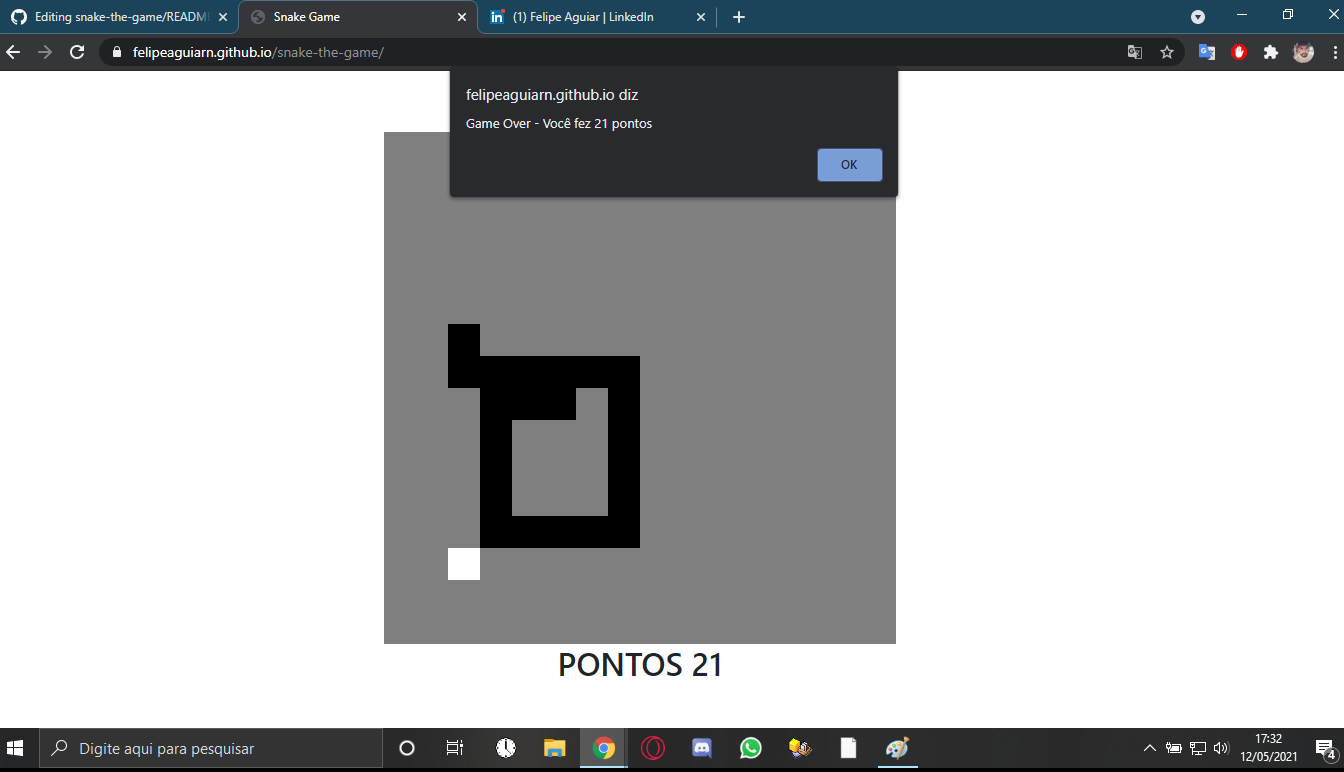 Editing snake-the-game/README
Snake Game
(1) Felipe Aguiar | LinkedIn
felipeaguiarn.github.io/snake-the-game/
felipeaguiarn.github.io diz
Game Over - Você fez 21 pontos
OK
PONTOS 21
Digite aqui para pesquisar
17:32
12/05/2021
4